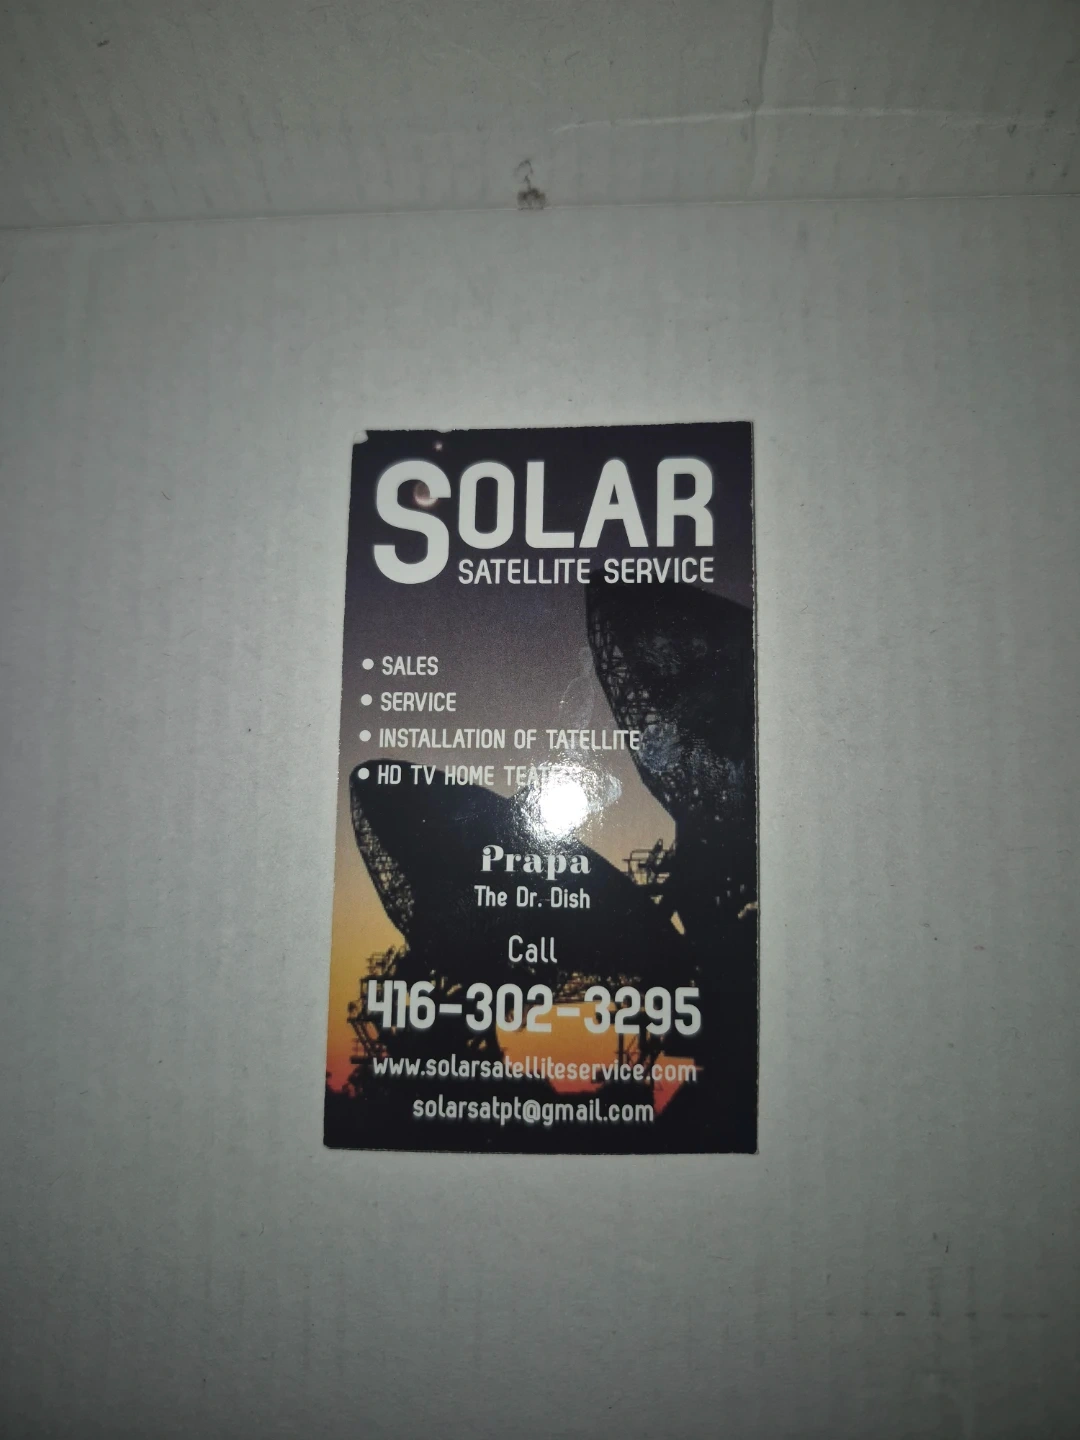 SOLAR
SATELLITE SERVICE
• SALES
• SERVICE
• INSTALLATION OF TATELLITE
• HD TV HOME
Prapa
The Dr. Dish
Call
416-302-3295
www.solarsatelliteservice.com
solarsatpt@gmail.com